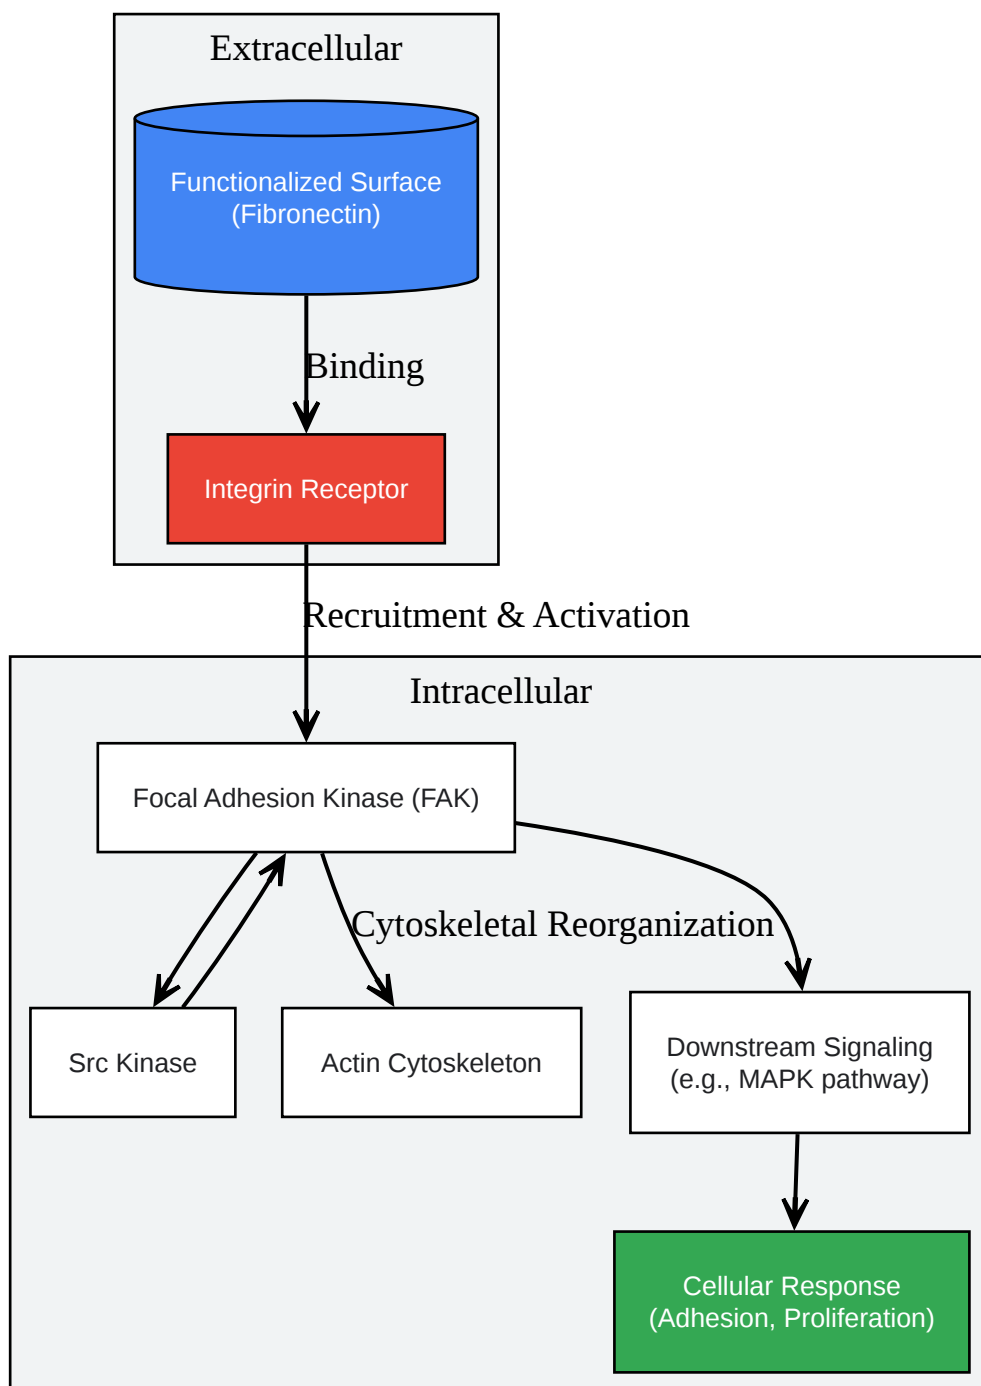 Extracellular
Functionalized Surface
(Fibronectin)
Binding
Integrin Receptor
Recruitment & Activation
Intracellular
Focal Adhesion Kinase (FAK)
Cytoskeletal Reorganization
Src Kinase
Actin Cytoskeleton
Downstream Signaling
(e.g., MAPK pathway)
Cellular Response
(Adhesion, Proliferation)